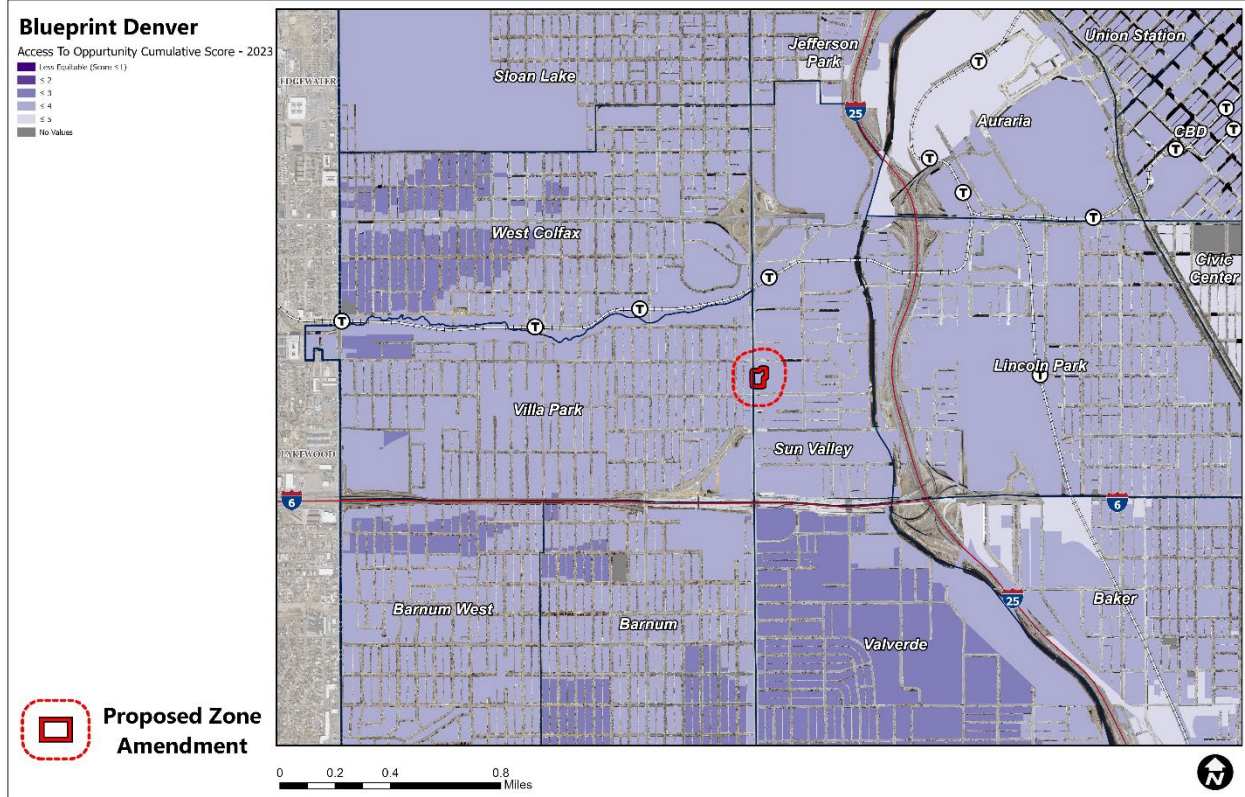 Blueprint Denver
Access To Opportunity Cumulative Score - 2023
Less Equitable (Score ≤1)
≤ 2
≤ 3
≤ 4
≤ 5
No Values
EDGEWATER
Sloan Lake
Jefferson
Park
Union Station
25
Auraria
CBD
T
T
T
T
T
T
T
West Colfax
Civic
Center
T
T
T
T
Lincoln Park
T
Villa Park
Sun Valley
LAKEWOOD
6
6
Barnum West
Barnum
Valverde
25
Baker
Proposed Zone
Amendment
0 0.2 0.4 0.8
Miles
N